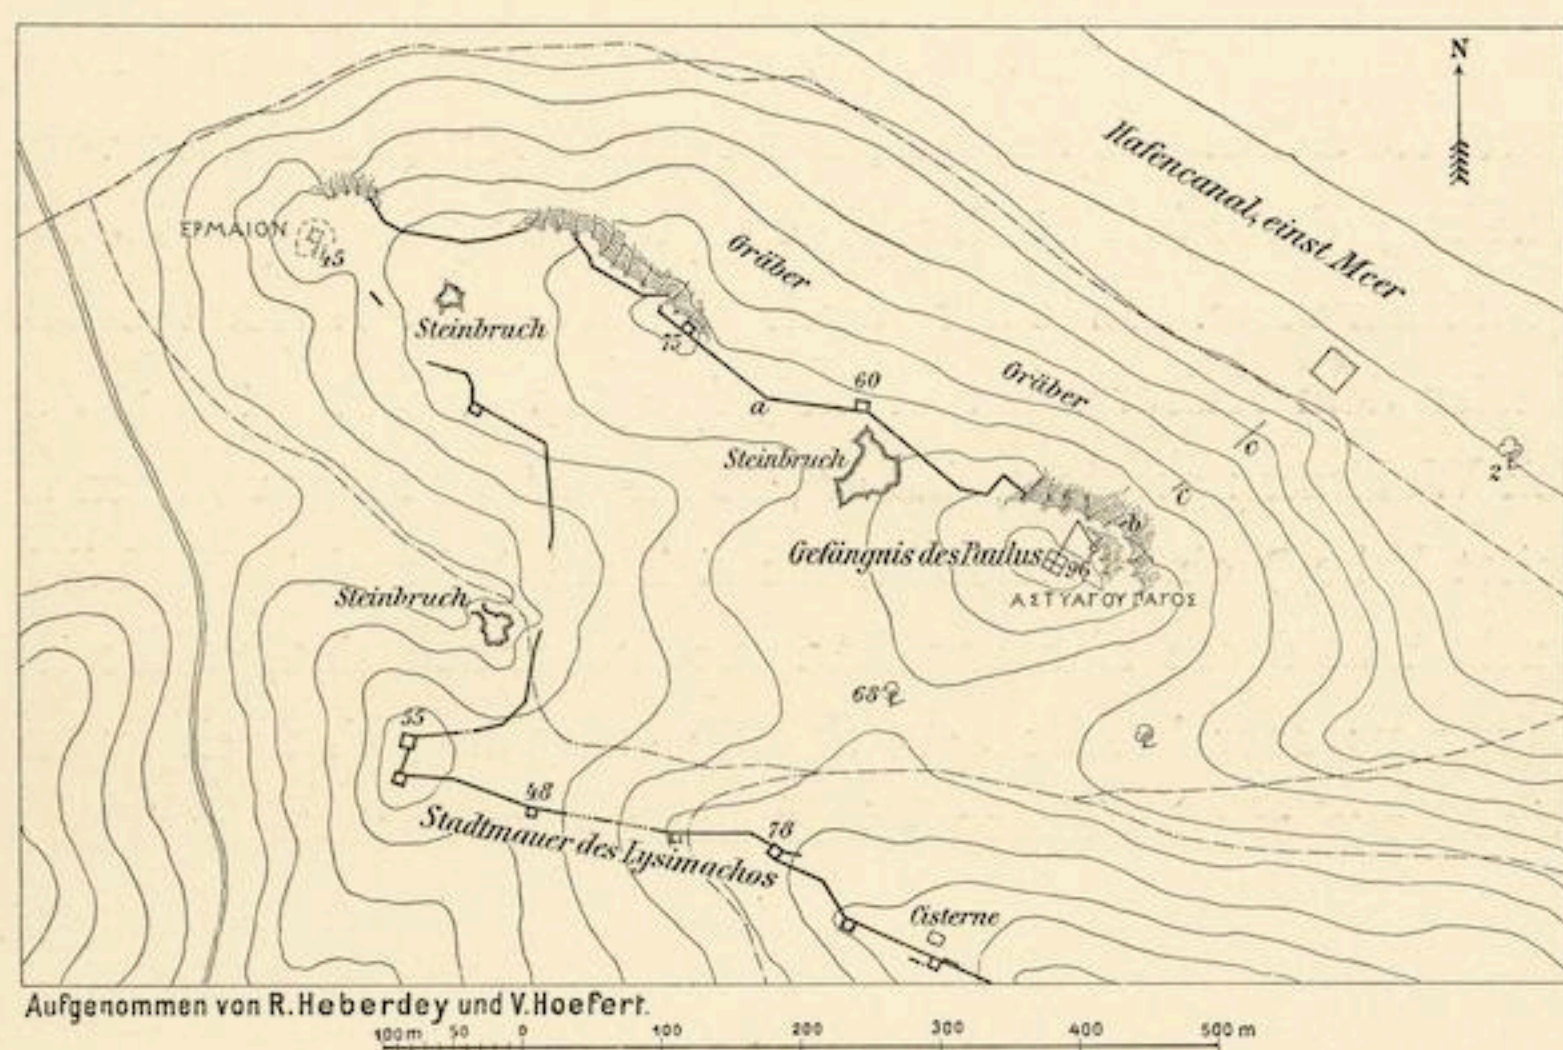 N
Hafencanal, einst Meer
ΕΡΜΑΙΟΝ
45
Gräber
Steinbruch
75
60
Gräber
a
c
Steinbruch
2
c
b
Gefängnis des Paulus
96
ΑΣΤΥΑΓΟΥ ΠΑΓΟΣ
Steinbruch
68
55
48
Stadtmauer des Lysimachos
78
Cisterne
Aufgenommen von R. Heberdey und V. Hoefert.
100 m 50 0 100 200 300 400 500 m